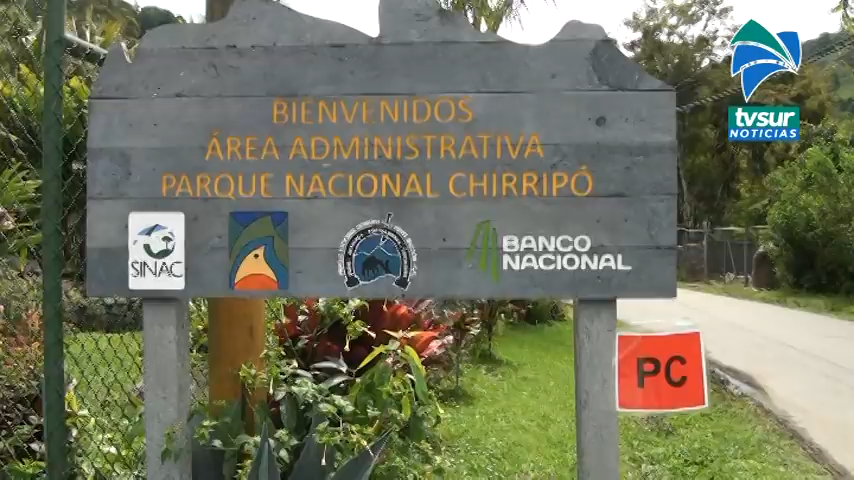 tvsur
NOTICIAS
BIENVENIDOS
ÁREA ADMINISTRATIVA
PARQUE NACIONAL CHIRRIPÓ
SINAC
BANCO
NACIONAL
PC